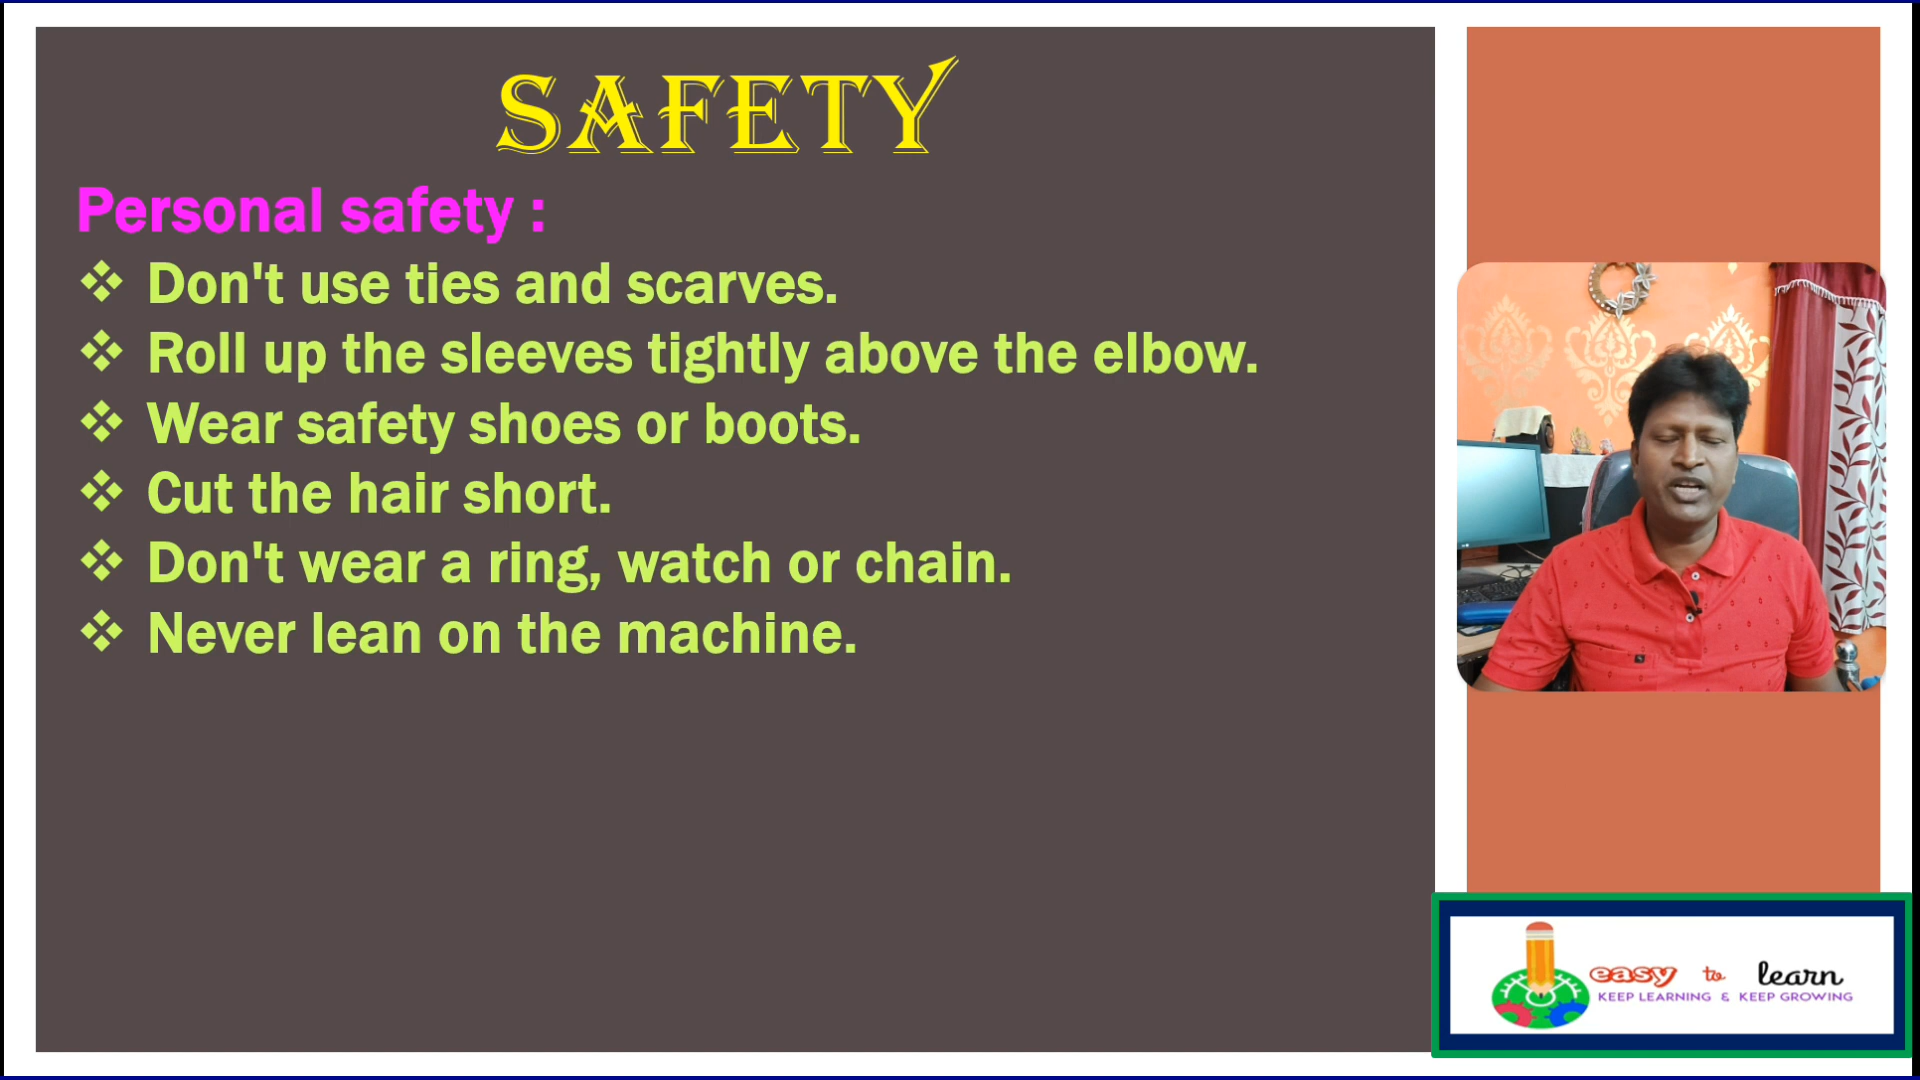 SAFETY
Personal safety :
❖ Don't use ties and scarves.
❖ Roll up the sleeves tightly above the elbow.
❖ Wear safety shoes or boots.
❖ Cut the hair short.
❖ Don't wear a ring, watch or chain.
❖ Never lean on the machine.
easy to learn
KEEP LEARNING & KEEP GROWING